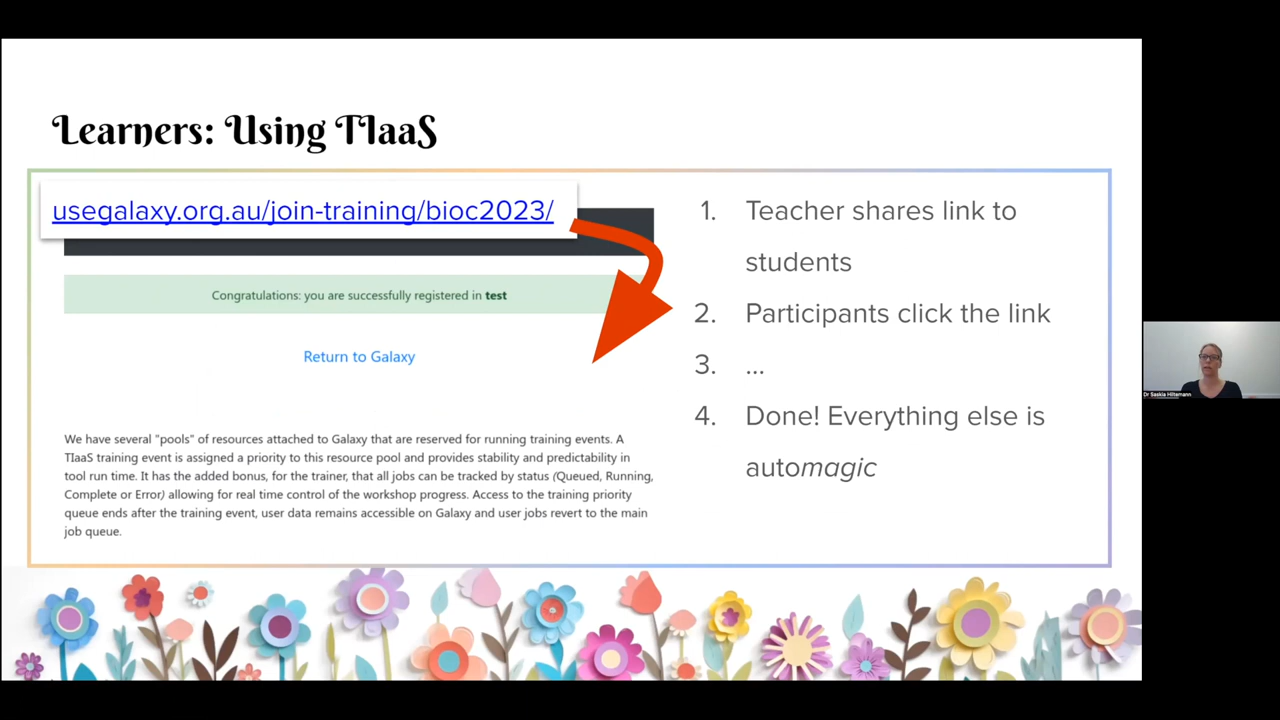 Learners: Using TIaaS
usegalaxy.org.au/join-training/bioc2023/
Congratulations: you are successfully registered in test
Return to Galaxy
We have several "pools" of resources attached to Galaxy that are reserved for running training events. A
TIaaS training event is assigned a priority to this resource pool and provides stability and predictability in
tool run time. It has the added bonus, for the trainer, that all jobs can be tracked by status (Queued, Running,
Complete or Error) allowing for real time control of the workshop progress. Access to the training priority
queue ends after the training event, user data remains accessible on Galaxy and user jobs revert to the main
job queue.
1. Teacher shares link to
students
2. Participants click the link
3. ...
4. Done! Everything else is
automagic
Dr Saskia Hiltemann